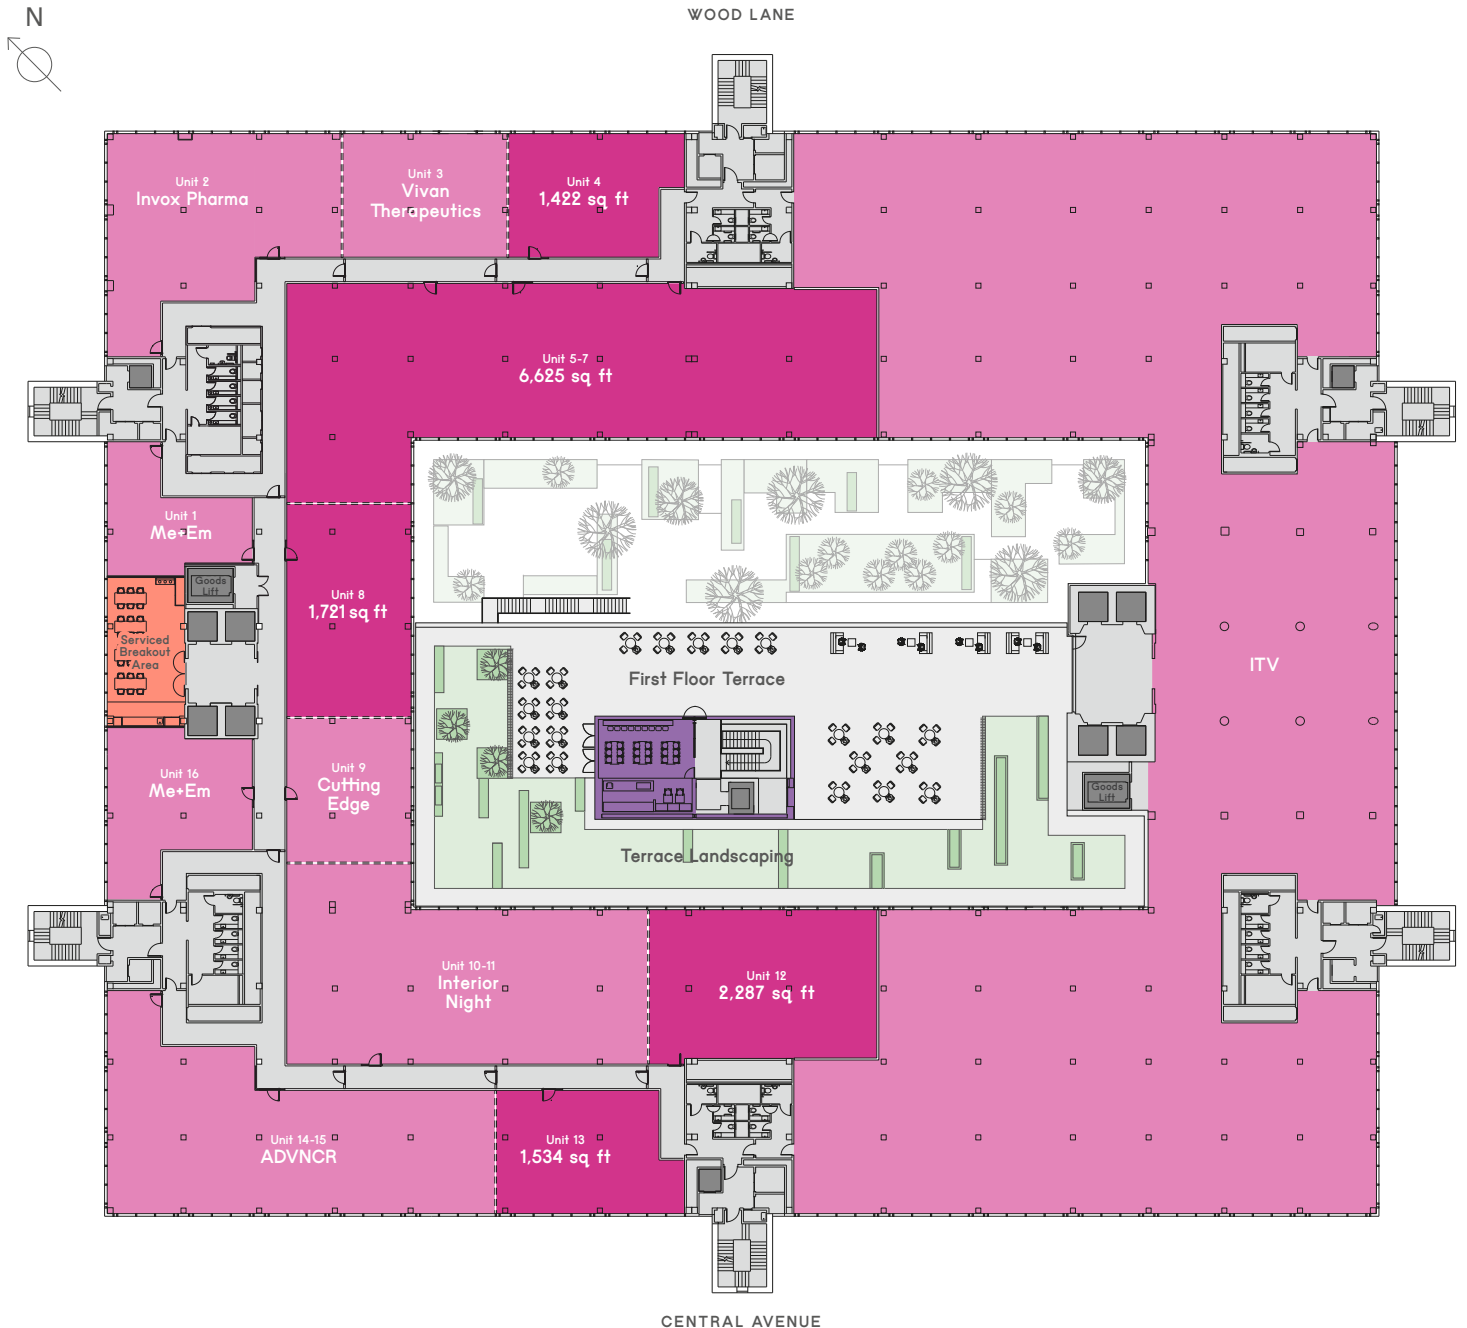 N
WOOD LANE
Unit 2
Invox Pharma
Unit 3
Vivan
Therapeutics
Unit 4
1,422 sq ft
Unit 5-7
6,625 sq ft
Unit 1
Me+Em
Goods
Lift
Serviced
Breakout
Area
Unit 8
1,721 sq ft
First Floor Terrace
ITV
Unit 16
Me+Em
Unit 9
Cutting
Edge
Goods
Lift
Terrace Landscaping
Unit 10-11
Interior
Night
Unit 12
2,287 sq ft
Unit 14-15
ADVNCR
Unit 13
1,534 sq ft
CENTRAL AVENUE